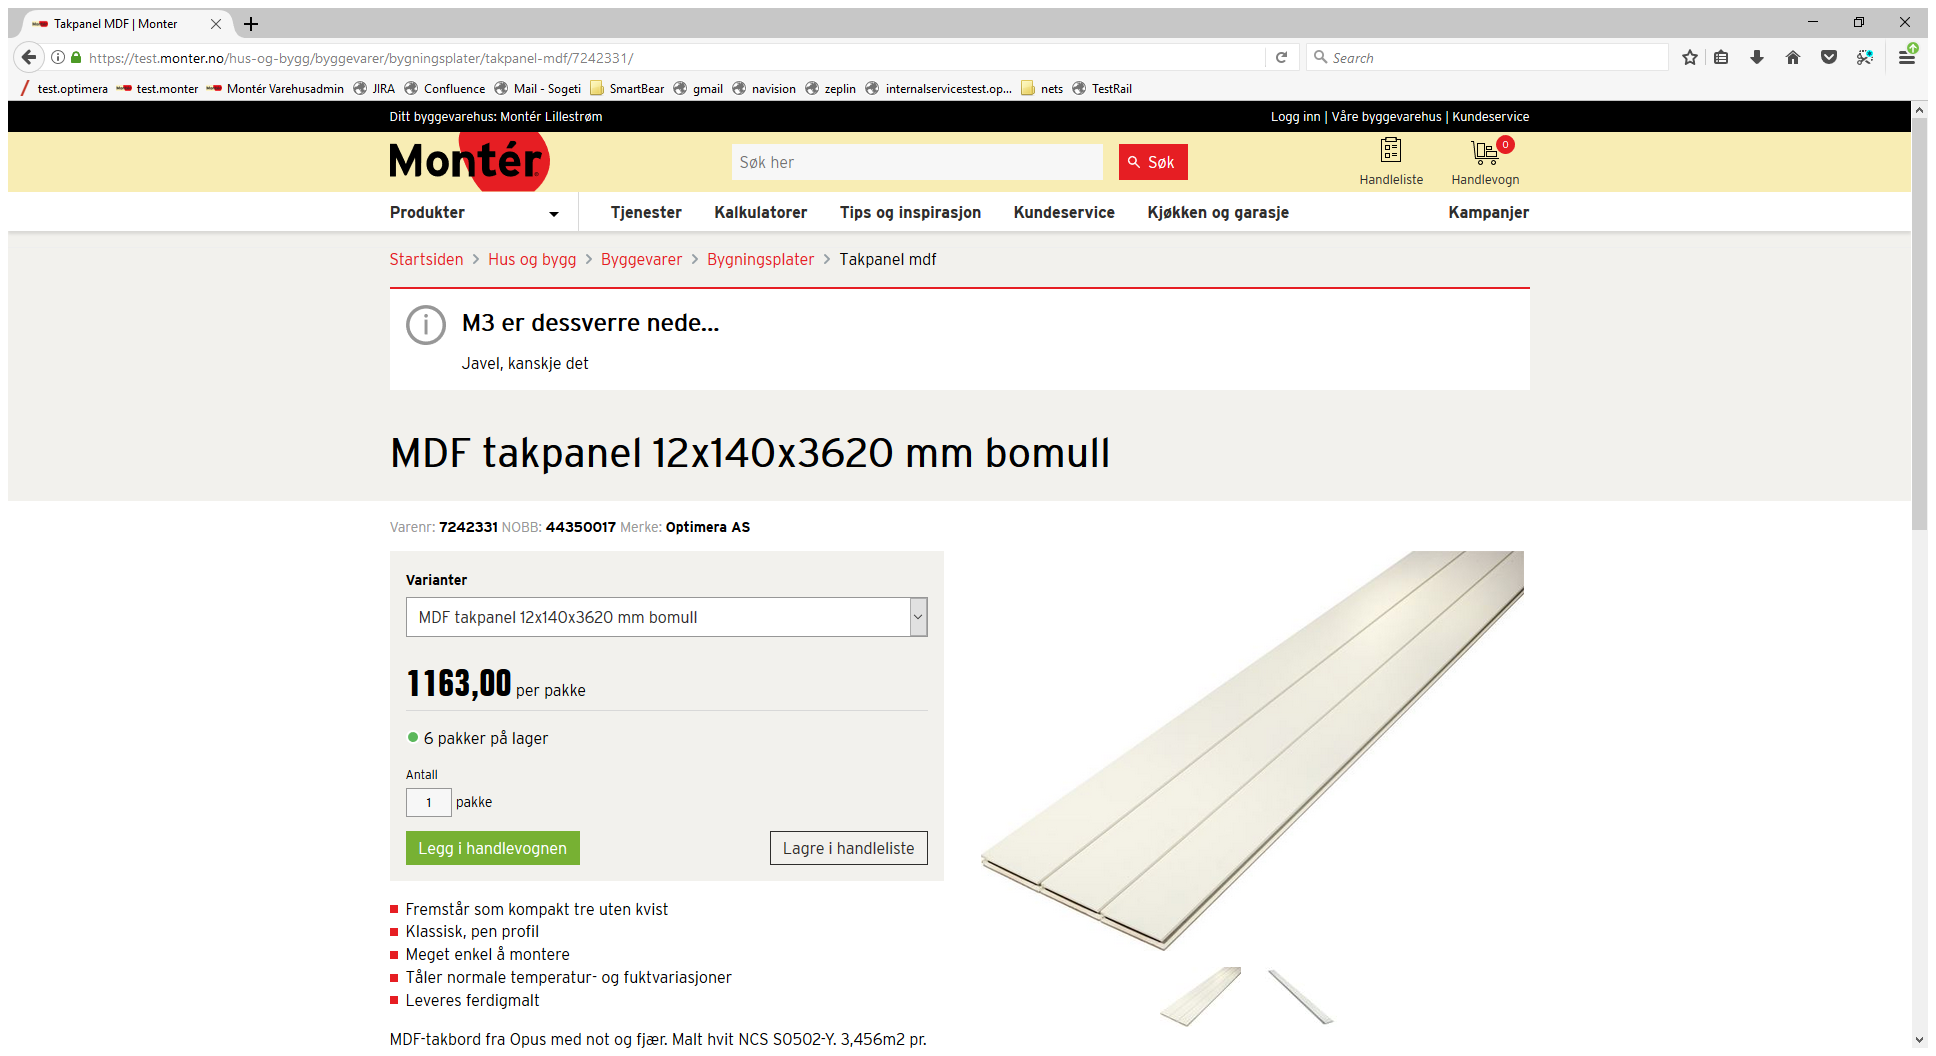 Takpanel MDF | Monter
https://test.monter.no/hus-og-bygg/byggevarer/bygningsplater/takpanel-mdf/7242331/
Search
test.optimera test.monter Montér Varehusadmin JIRA Confluence Mail - Sogeti SmartBear gmail navision zeplin internalservicestest.op... nets TestRail
Ditt byggevarehus: Montér Lillestrøm
Logg inn | Våre byggevarehus | Kundeservice
Montér
Søk her
Søk
0
Handleliste Handlevogn
Produkter Tjenester Kalkulatorer Tips og inspirasjon Kundeservice Kjøkken og garasje Kampanjer
Startsiden > Hus og bygg > Byggevarer > Bygningsplater > Takpanel mdf
M3 er dessverre nede...
Javel, kanskje det
MDF takpanel 12x140x3620 mm bomull
Varenr: 7242331 NOBB: 44350017 Merke: Optimera AS
Varianter
MDF takpanel 12x140x3620 mm bomull
1163,00 per pakke
6 pakker på lager
Antall
1 pakke
Legg i handlevognen
Lagre i handleliste
Fremstår som kompakt tre uten kvist
Klassisk, pen profil
Meget enkel å montere
Tåler normale temperatur- og fuktvariasjoner
Leveres ferdigmalt
MDF-takbord fra Opus med not og fjær. Malt hvit NCS S0502-Y. 3,456m2 pr.